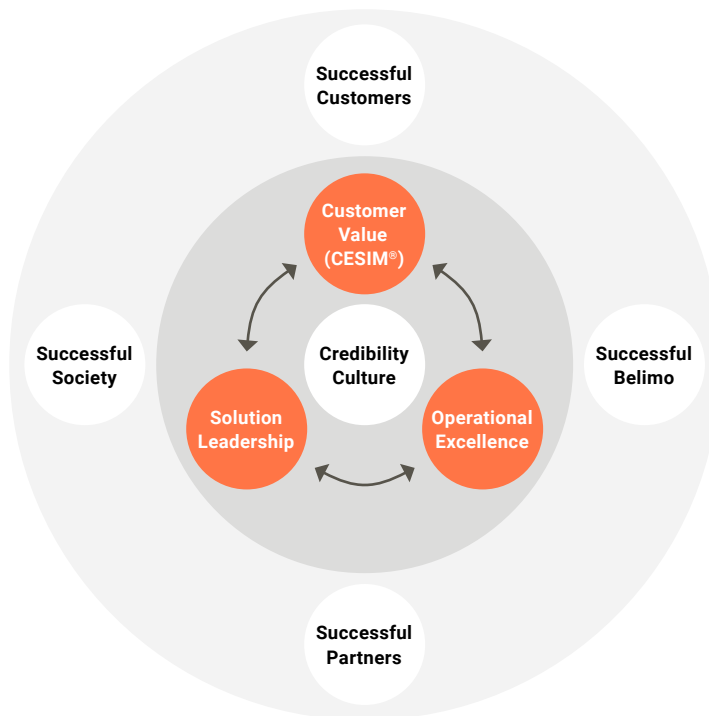 Successful
Customers
Customer
Value
(CESIM®)
Successful
Society
Credibility
Culture
Successful
Belimo
Solution
Leadership
Operational
Excellence
Successful
Partners